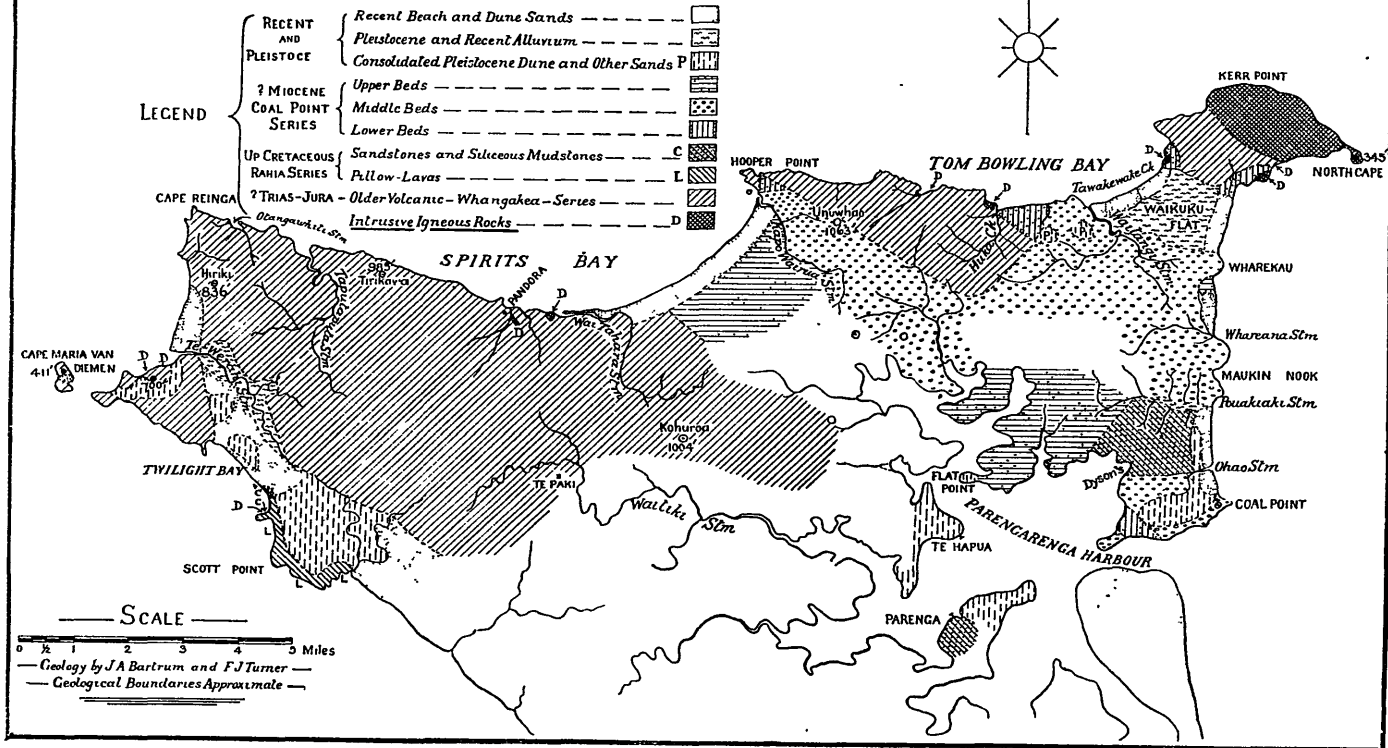 LEGEND
RECENT
AND
PLEISTOCE
Recent Beach and Dune Sands
Pleistocene and Recent Alluvium
Consolidated Pleistocene Dune and Other Sands P
? MIOCENE
COAL POINT
SERIES
Upper Beds
Middle Beds
Lower Beds
UP CRETACEOUS
RAHIA SERIES
Sandstones and Siliceous Mudstones C
Pillow-Lavas L
? TRIAS-JURA - Older Volcanic - Whangakea - Series
Intrusive Igneous Rocks D
KERR POINT
345'
NORTH CAPE
D
D
D
HOOPER POINT
TOM BOWLING BAY
Tawakewake Ck
D
D
WAIKUKU
FLAT
CAPE REINGA
Otangawhiti Stm
SPIRITS BAY
Unuwhao
1063'
WHAREKAU
Hiriki
836
Tirikawa
PANDORA
D
D
Whareana Stm
CAPE MARIA VAN
DIEMEN
411'
D
D
MAUKIN NOOK
Pouakiaki Stm
Kohuroa
1004'
TWILIGHT BAY
TE PAKI
FLAT
POINT
Dyson's
Ohao Stm
COAL POINT
D
L
Waitiki Stm
PARENGARENGA HARBOUR
TE HAPUA
SCOTT POINT
L
L
PARENGA
SCALE
0 ½ 1 2 3 4 5 Miles
Geology by J A Bartrum and F J Turner
Geological Boundaries Approximate